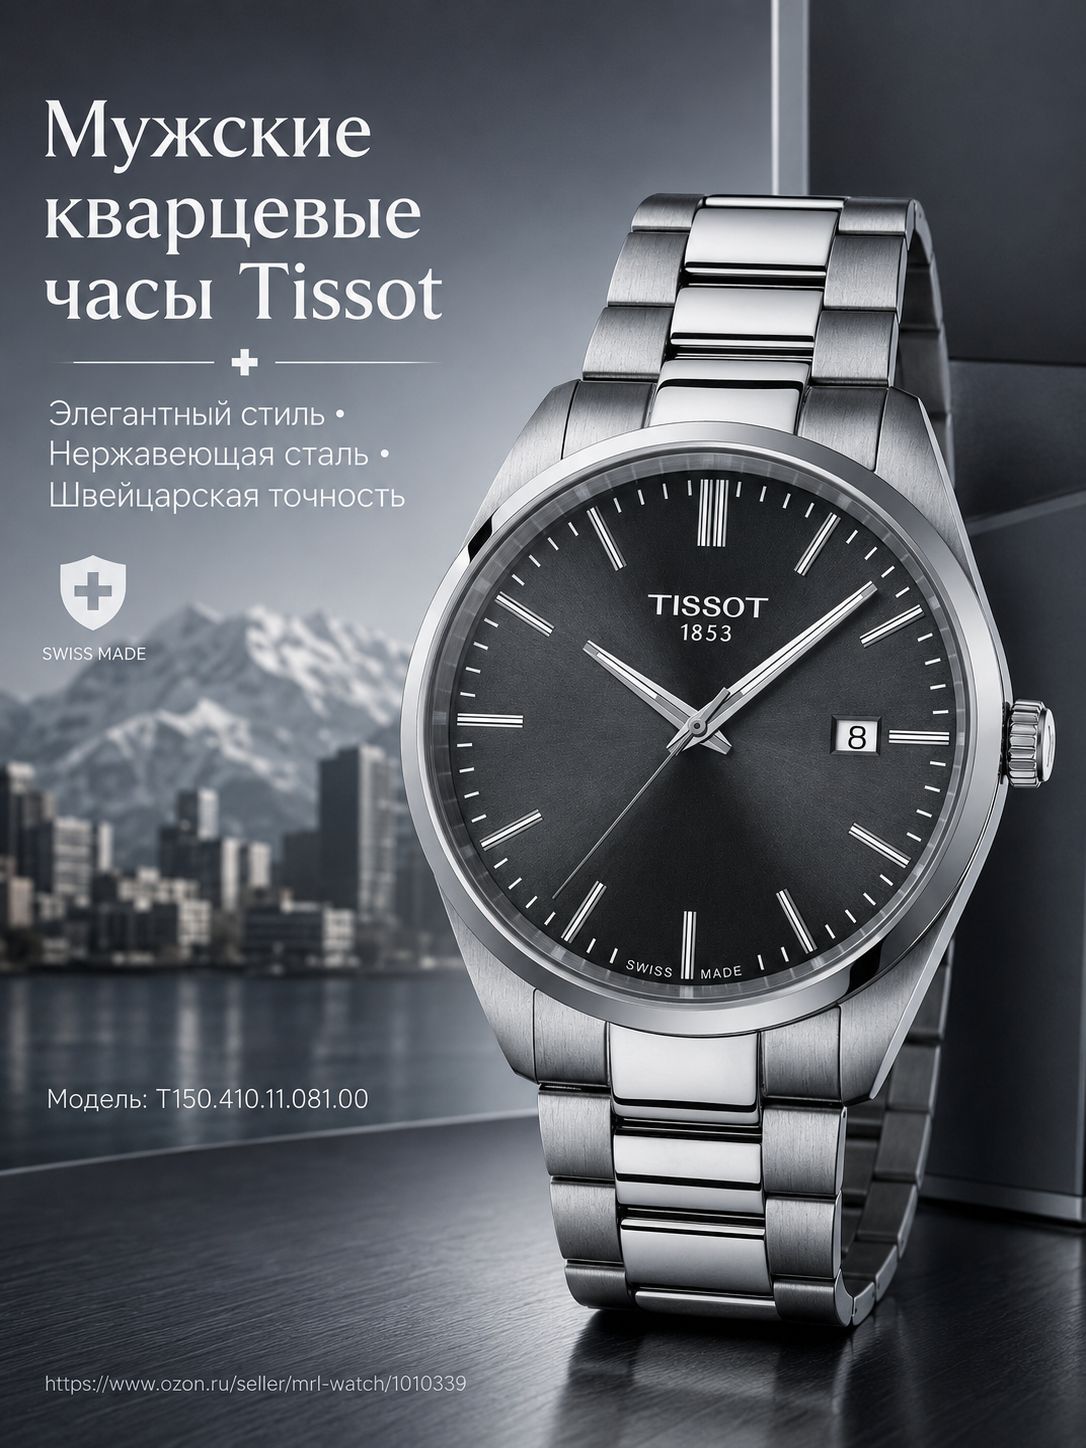 Мужские
кварцевые
часы Tissot
Элегантный стиль •
Нержавеющая сталь •
Швейцарская точность
SWISS MADE
TISSOT
1853
8
SWISS MADE
Модель: T150.410.11.081.00
https://www.ozon.ru/seller/mrl-watch/1010339